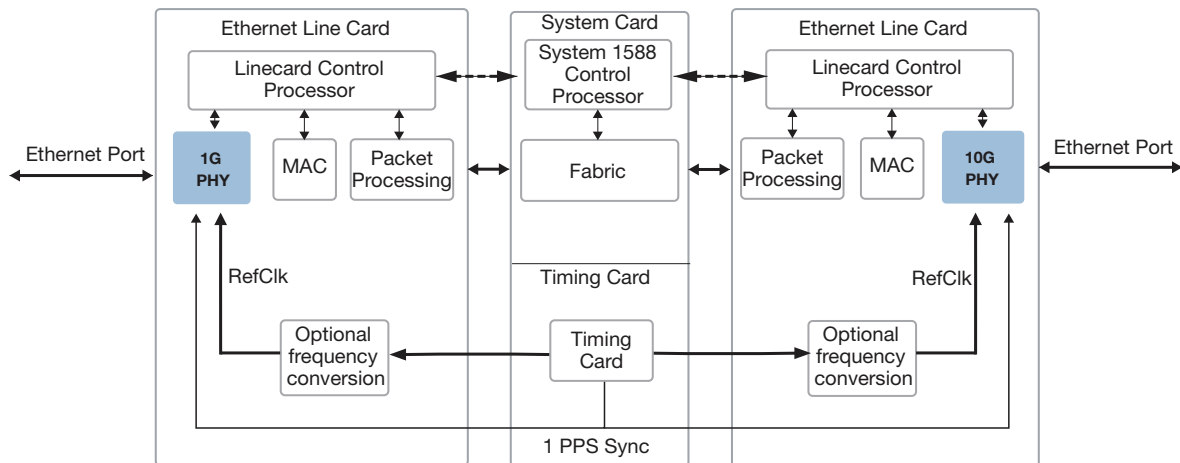 Ethernet Line Card
Linecard Control
Processor
1G
PHY
MAC
Packet
Processing
Ethernet Port
RefClk
Optional
frequency
conversion
System Card
System 1588
Control
Processor
Fabric
Timing Card
Timing
Card
1 PPS Sync
Ethernet Line Card
Linecard Control
Processor
Packet
Processing
MAC
10G
PHY
Ethernet Port
RefClk
Optional
frequency
conversion